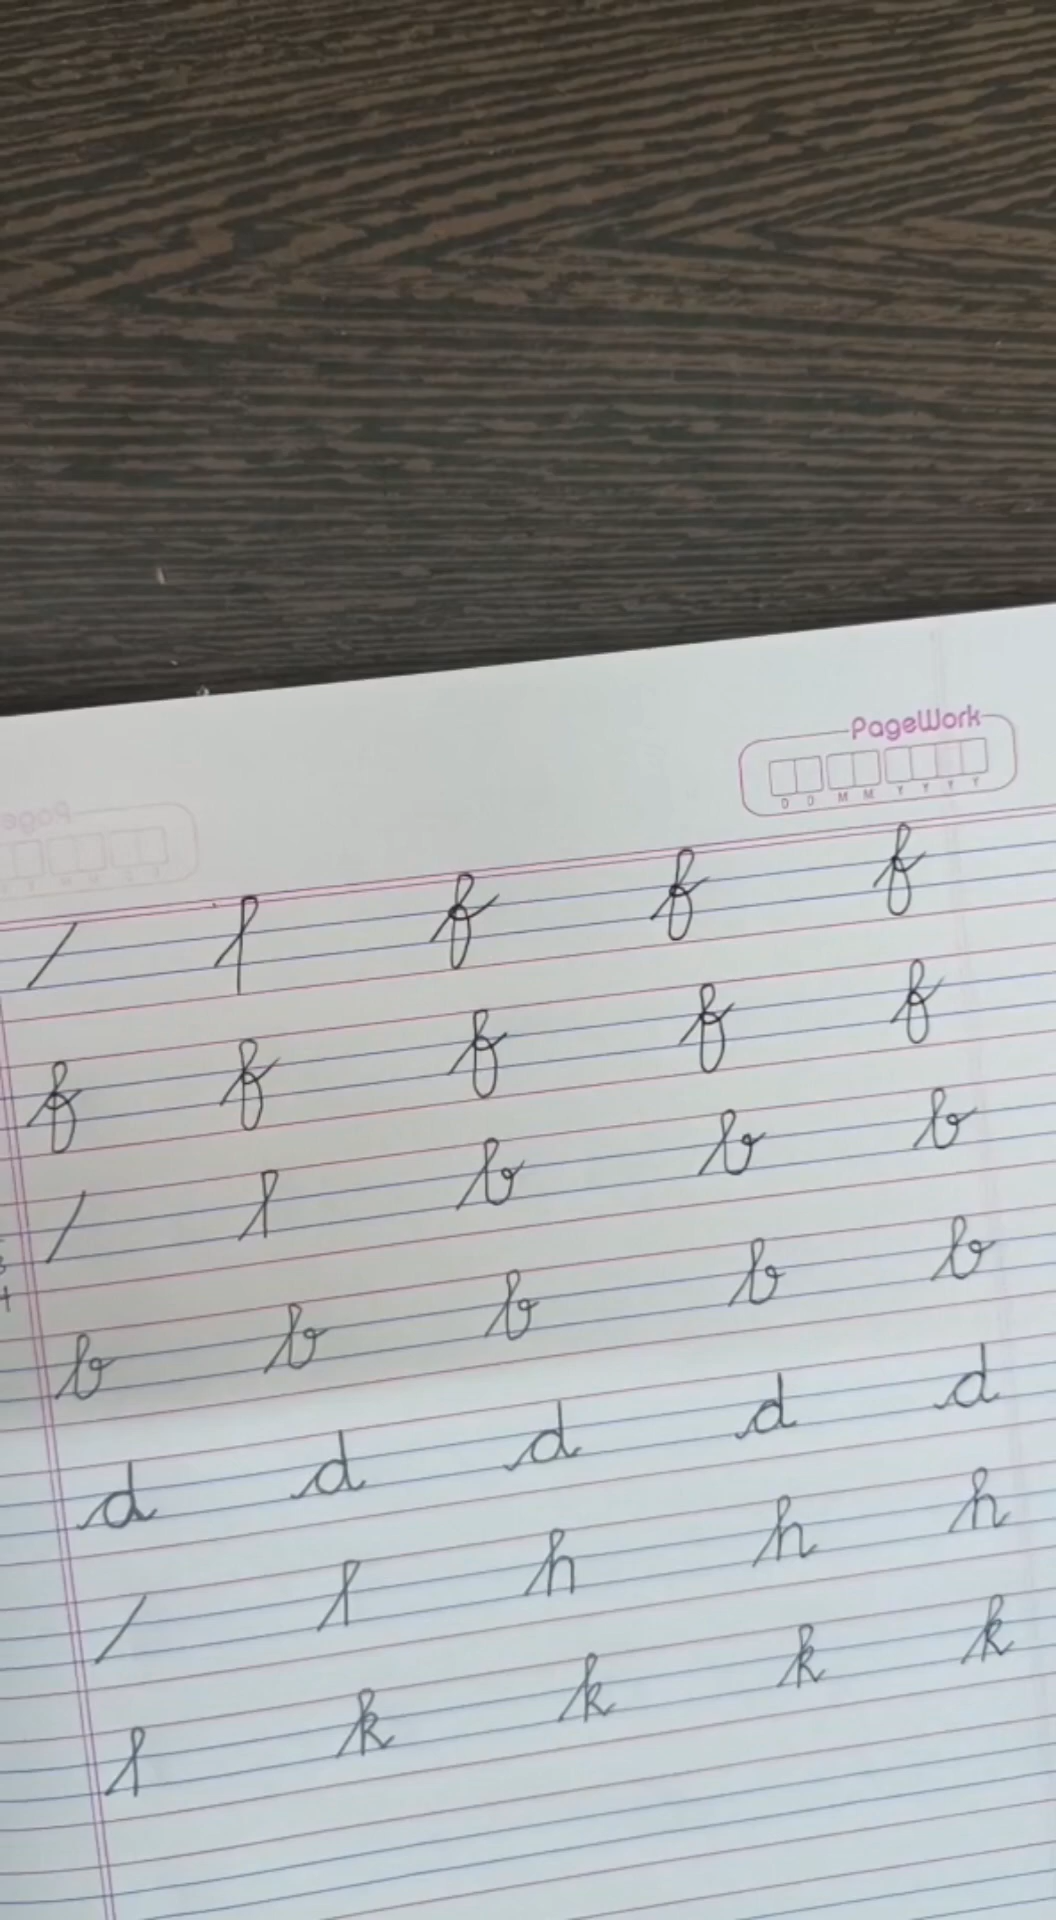 PageWork
D D M M Y Y Y Y
/ l f f f
f f f f f
/ l b b b
b b b b b
d d d d d
/ l h h h
l k k k k